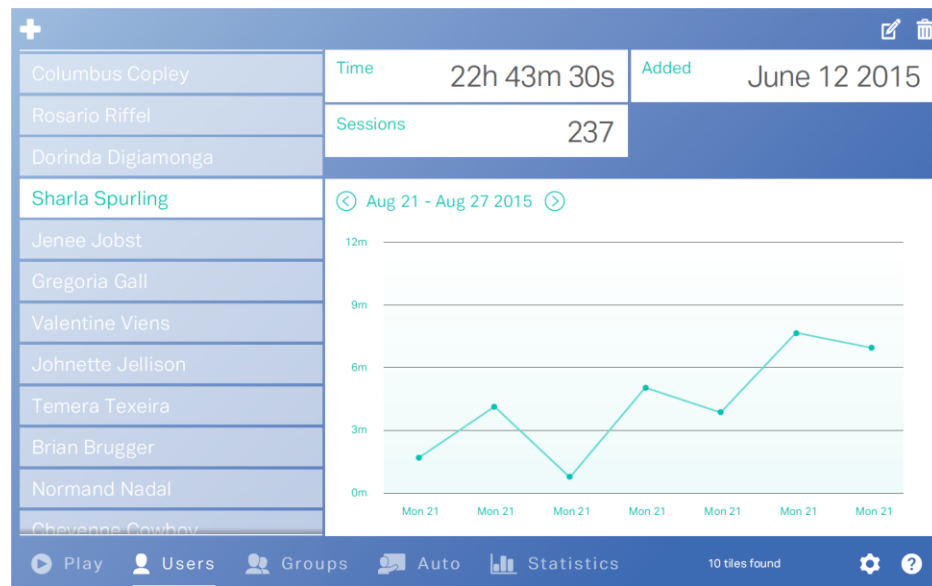 Columbus Copley
Rosario Riffel
Dorinda Digiamonga
Sharla Spurling
Jenee Jobst
Gregoria Gall
Valentine Viens
Johnette Jellison
Temera Texeira
Brian Brugger
Normand Nadal
Cheyenne Cowboy
Time 22h 43m 30s
Added June 12 2015
Sessions 237
Aug 21 - Aug 27 2015
12m
9m
6m
3m
0m
Mon 21 Mon 21 Mon 21 Mon 21 Mon 21 Mon 21 Mon 21
Play Users Groups Auto Statistics 10 tiles found ?